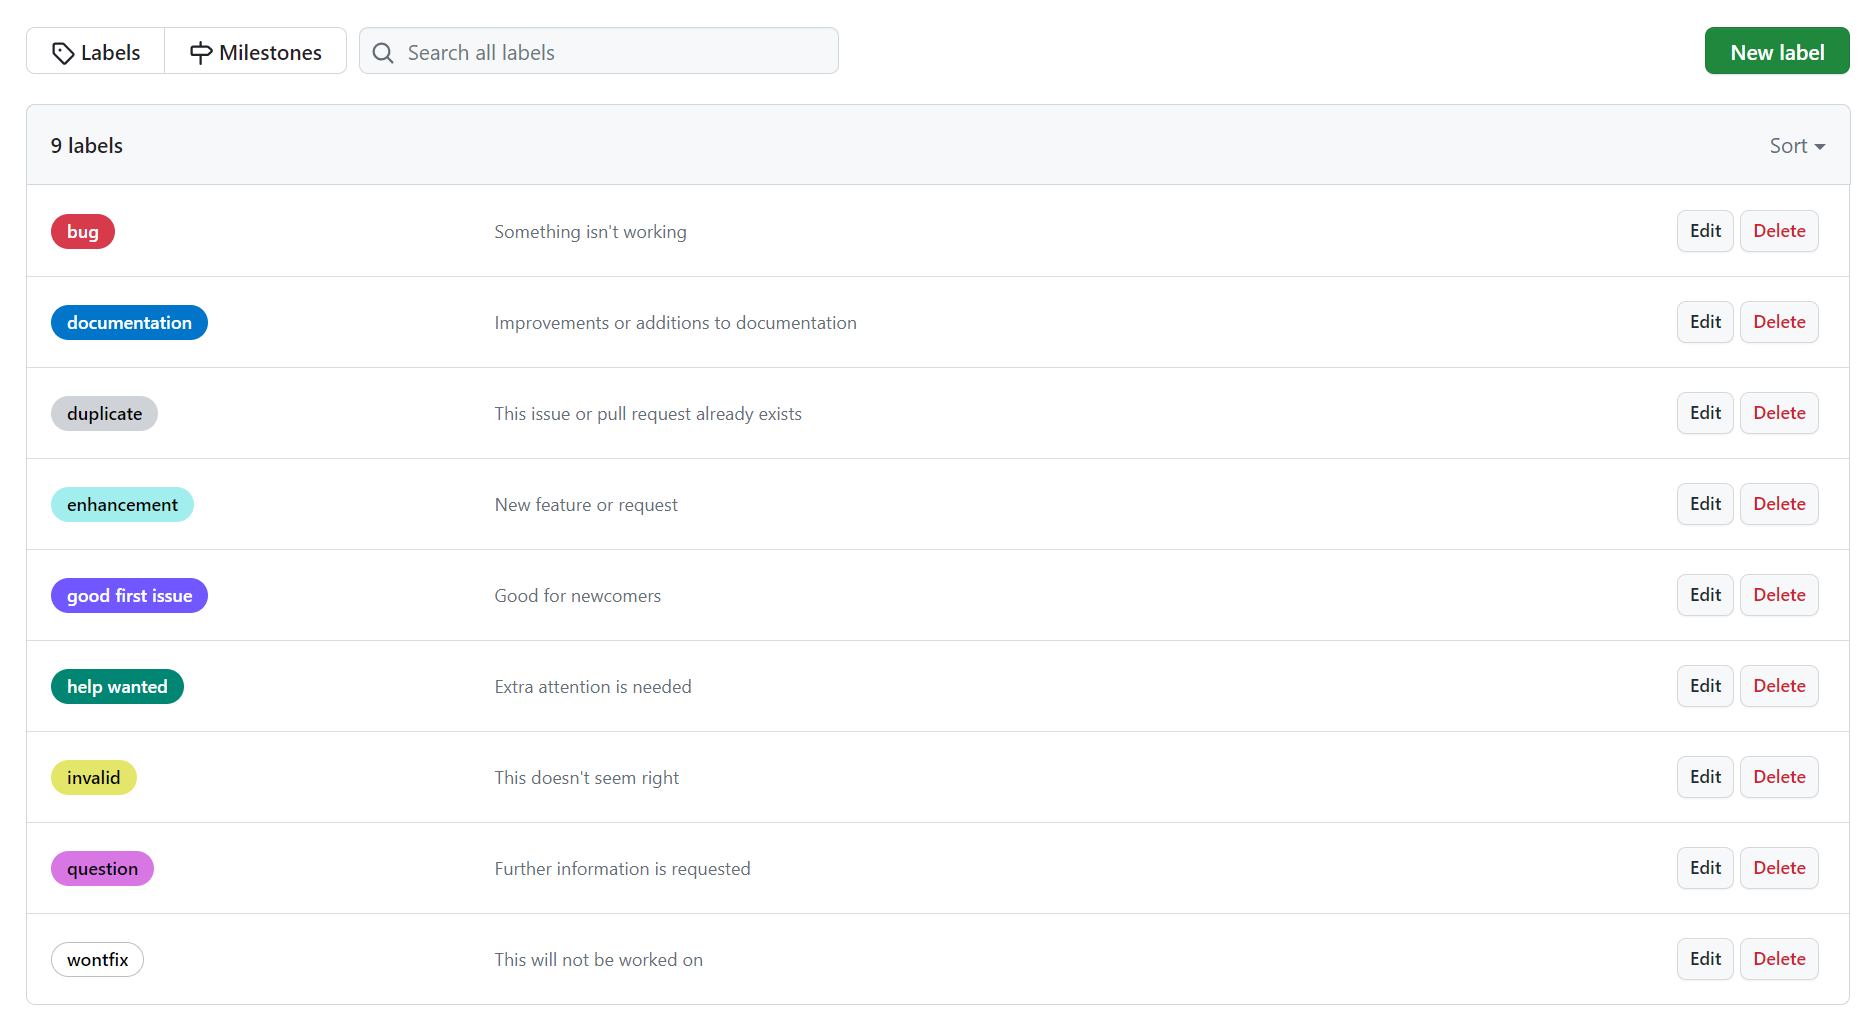 Labels Milestones Search all labels New label
9 labels Sort
bug Something isn't working Edit Delete
documentation Improvements or additions to documentation Edit Delete
duplicate This issue or pull request already exists Edit Delete
enhancement New feature or request Edit Delete
good first issue Good for newcomers Edit Delete
help wanted Extra attention is needed Edit Delete
invalid This doesn't seem right Edit Delete
question Further information is requested Edit Delete
wontfix This will not be worked on Edit Delete